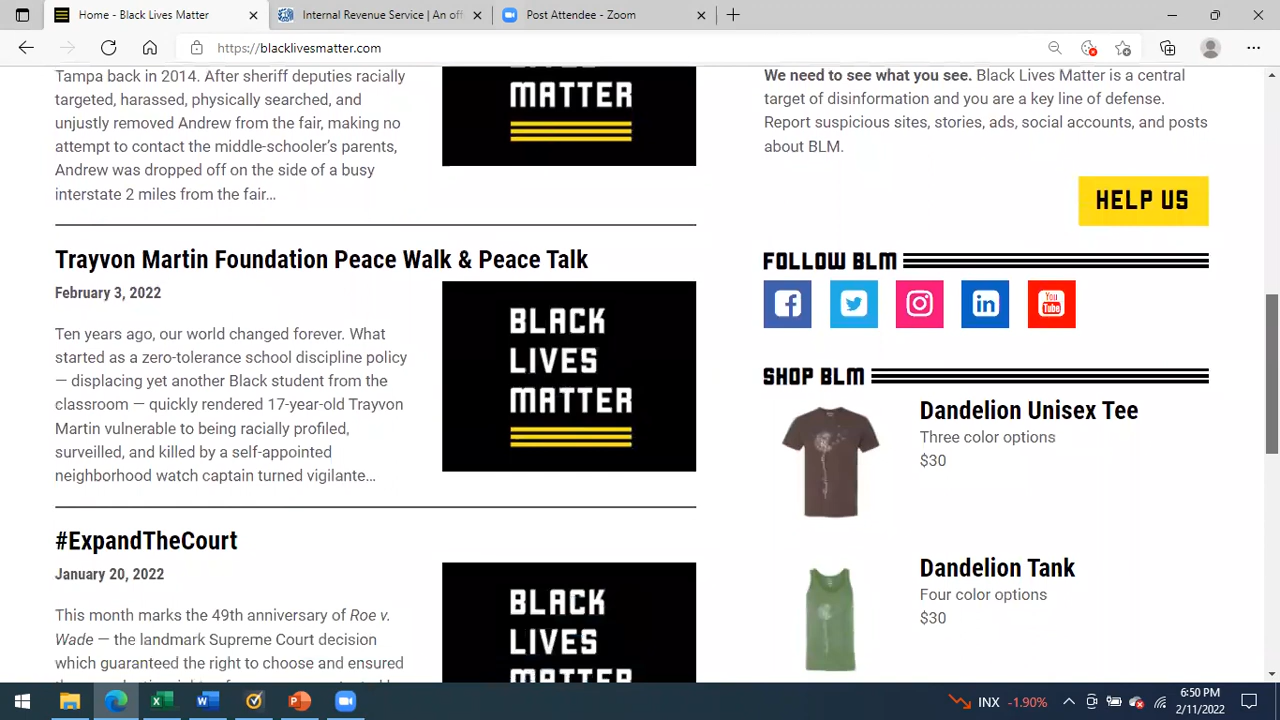 Home - Black Lives Matter
Internal Revenue Service | An off
Post Attendee - Zoom
https://blacklivesmatter.com
Tampa back in 2014. After sheriff deputies racially
targeted, harassed, physically searched, and
unjustly removed Andrew from the fair, making no
attempt to contact the middle-schooler's parents,
Andrew was dropped off on the side of a busy
interstate 2 miles from the fair…
MATTER
Trayvon Martin Foundation Peace Walk & Peace Talk
February 3, 2022
Ten years ago, our world changed forever. What
started as a zero-tolerance school discipline policy
— displacing yet another Black student from the
classroom — quickly rendered 17-year-old Trayvon
Martin vulnerable to being racially profiled,
surveilled, and killed by a self-appointed
neighborhood watch captain turned vigilante…
BLACK
LIVES
MATTER
#ExpandTheCourt
January 20, 2022
This month marks the 49th anniversary of Roe v.
Wade — the landmark Supreme Court decision
which guaranteed the right to choose and ensured
BLACK
LIVES
MATTER
We need to see what you see. Black Lives Matter is a central
target of disinformation and you are a key line of defense.
Report suspicious sites, stories, ads, social accounts, and posts
about BLM.
HELP US
FOLLOW BLM
You
Tube
SHOP BLM
Dandelion Unisex Tee
Three color options
$30
Dandelion Tank
Four color options
$30
INX -1.90%
6:50 PM
2/11/2022